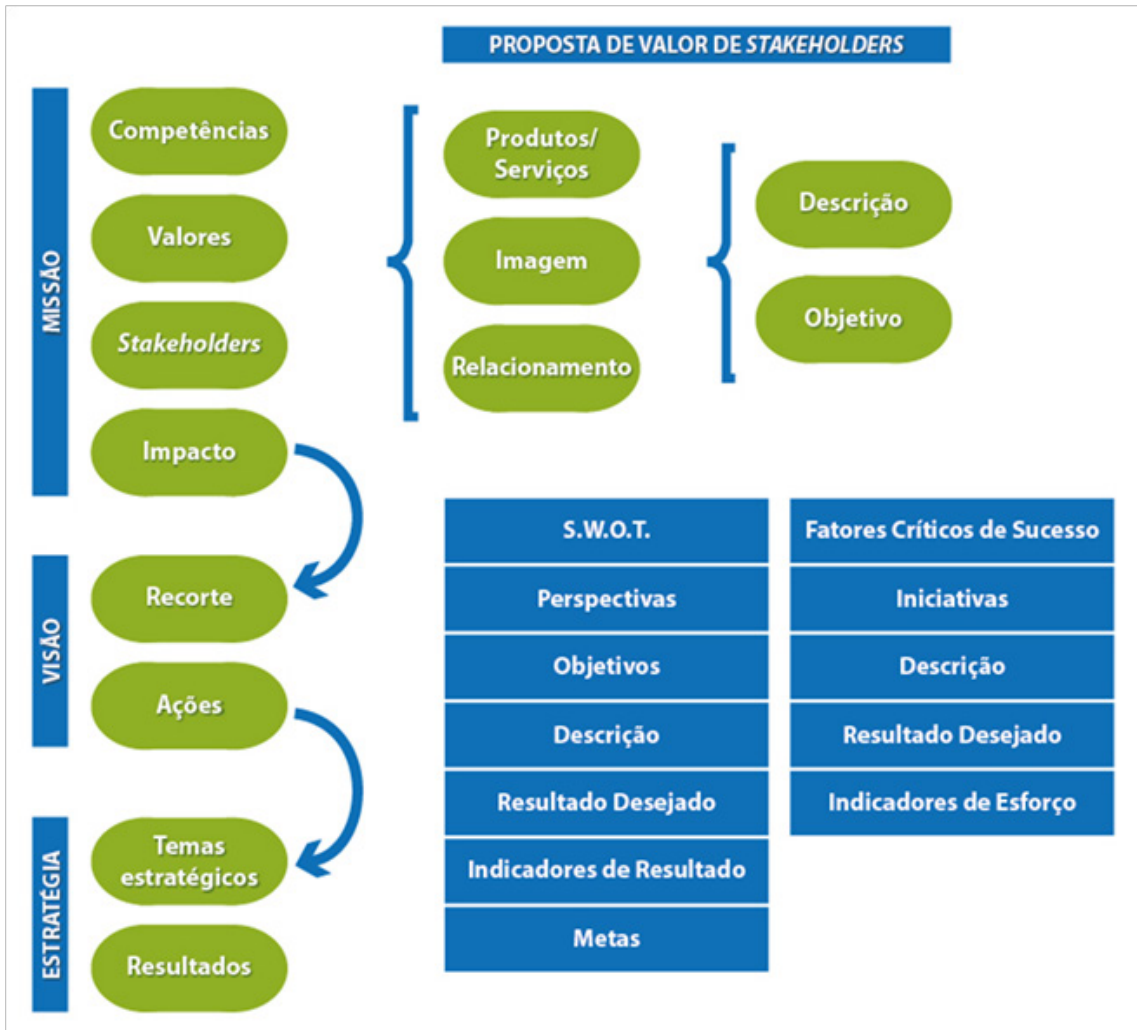 PROPOSTA DE VALOR DE STAKEHOLDERS
MISSÃO
Competências
Valores
Stakeholders
Impacto
Produtos/
Serviços
Imagem
Relacionamento
Descrição
Objetivo
VISÃO
Recorte
Ações
ESTRATÉGIA
Temas
estratégicos
Resultados
S.W.O.T.
Perspectivas
Objetivos
Descrição
Resultado Desejado
Indicadores de Resultado
Metas
Fatores Críticos de Sucesso
Iniciativas
Descrição
Resultado Desejado
Indicadores de Esforço